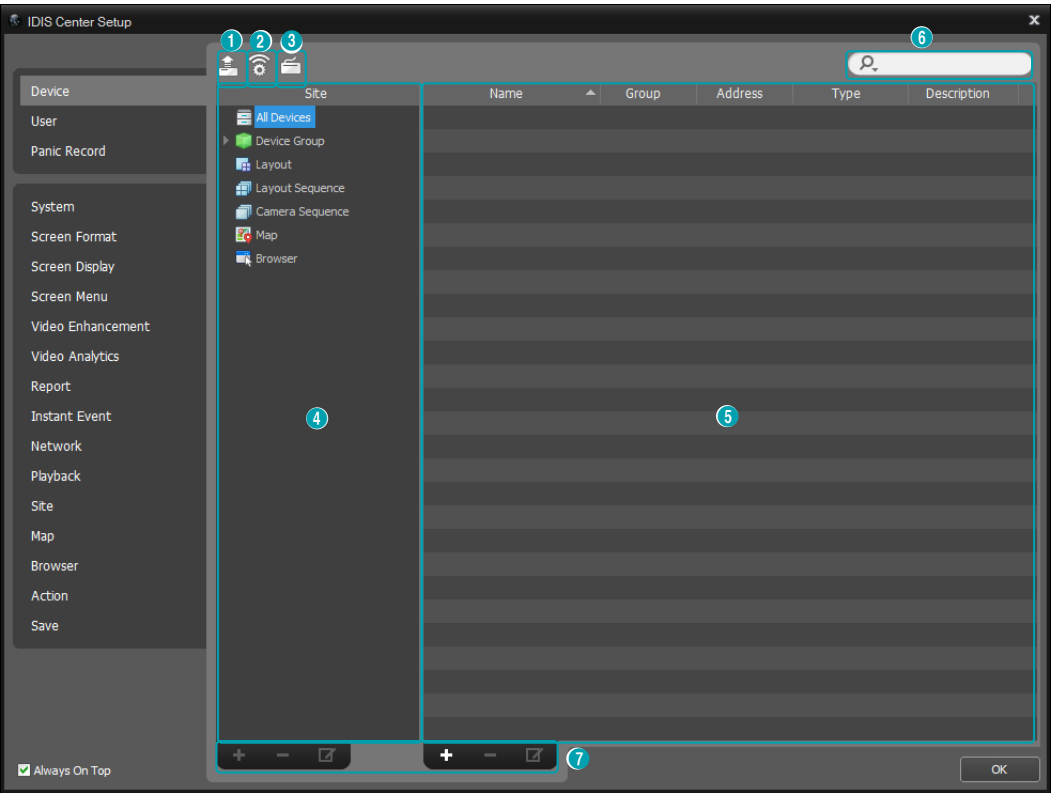 IDIS Center Setup
x
1 2 3 6
Device
User
Panic Record
System
Screen Format
Screen Display
Screen Menu
Video Enhancement
Video Analytics
Report
Instant Event
Network
Playback
Site
Map
Browser
Action
Save
Site
All Devices
Device Group
Layout
Layout Sequence
Camera Sequence
Map
Browser
4
Name Group Address Type Description
5
7
Always On Top
OK